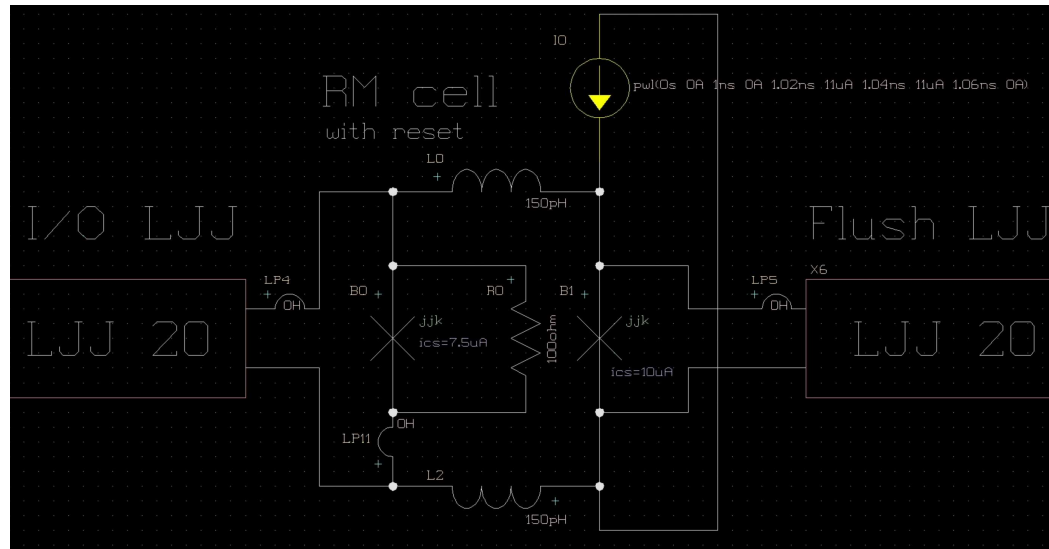 I0
pwl(0s 0A 1ns 0A 1.02ns 11uA 1.04ns 11uA 1.06ns 0A)
RM cell
with reset
L0
+
150pH
I/O LJJ
Flush LJJ
X6
LP4
+
0H
B0 +
R0 +
B1 +
LP5
+
0H
LJJ 20
jjk
ics=7.5uA
100ohm
jjk
ics=10uA
LJJ 20
0H
LP11
+
L2
+
150pH